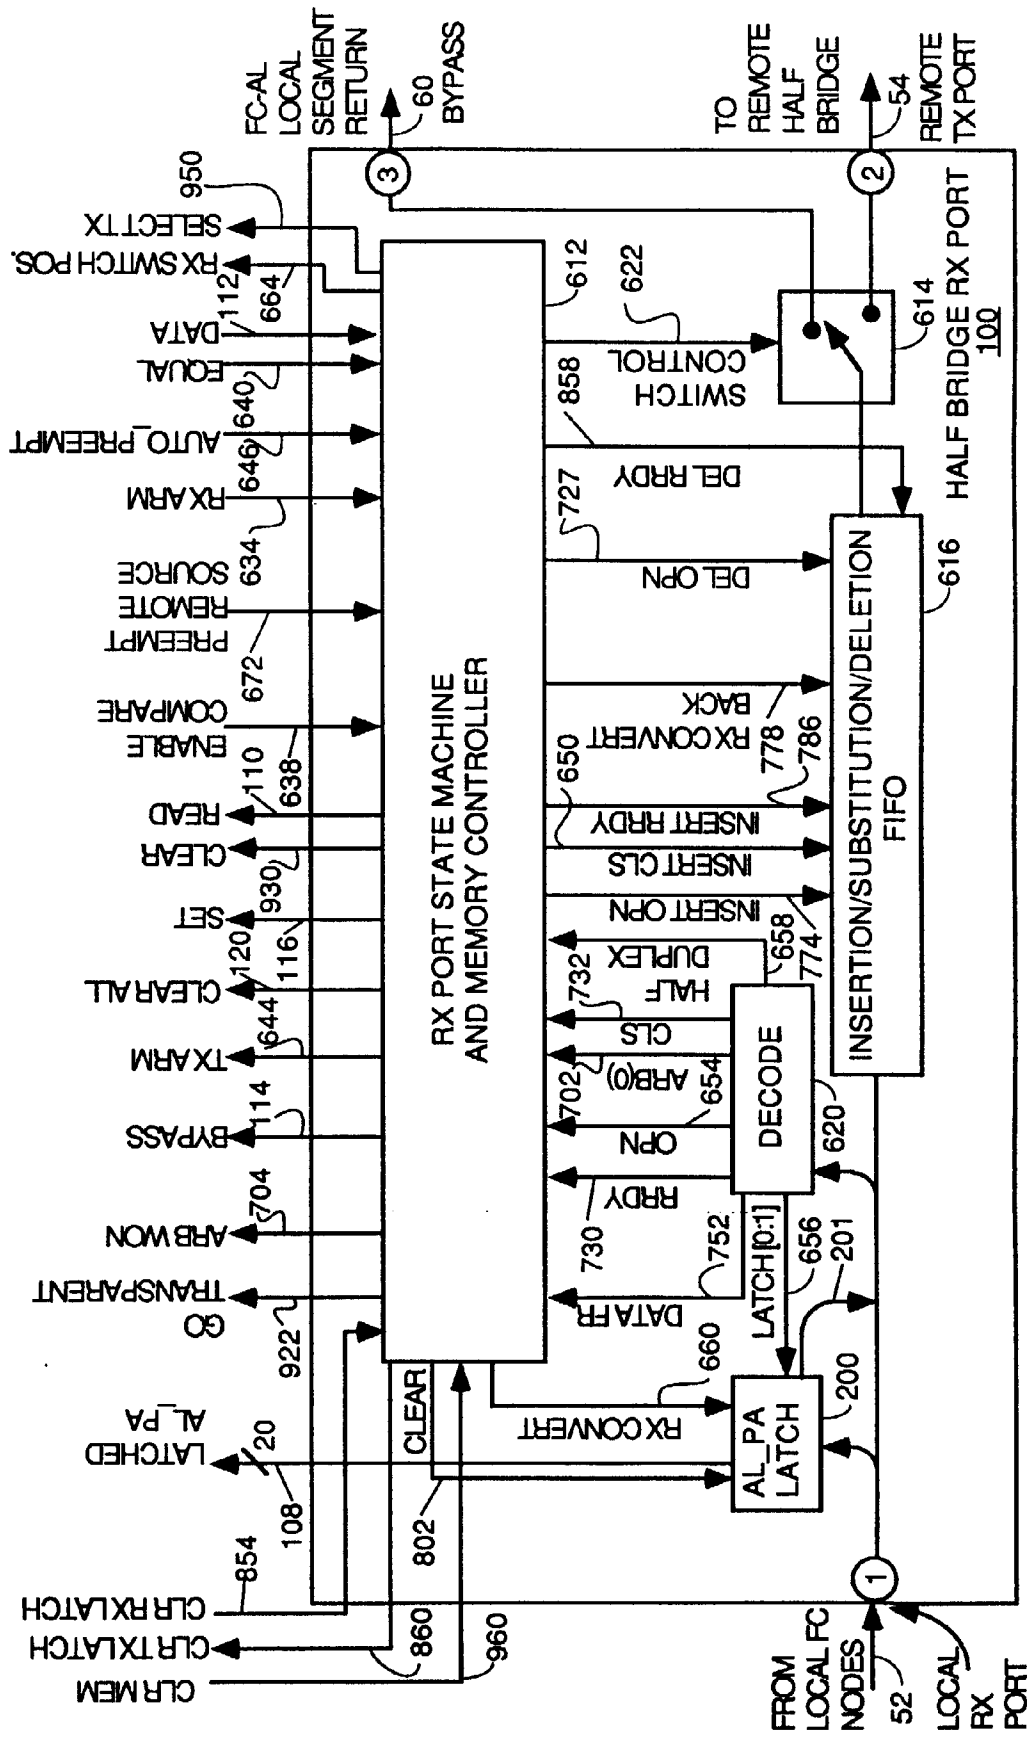 CLR MEM
960
CLR TX LATCH
860
CLR RX LATCH
854
LATCHED
AL_PA
108
20
GO
TRANSPARENT
922
ARB WON
704
BYPASS
114
TX ARM
644
CLEAR ALL
120
SET
116
CLEAR
930
READ
110
ENABLE
COMPARE
638
PREEMPT
REMOTE
SOURCE
672
RX ARM
634
AUTO_PREEMPT
646
EQUAL
640
DATA
112
RX SWITCH POS.
664
SELECT TX
950
FC-AL
LOCAL
SEGMENT
RETURN
60
BYPASS
3
RX PORT STATE MACHINE
AND MEMORY CONTROLLER
612
CLEAR
802
RX CONVERT
660
DATA FR
752
RRDY
730
OPN
654
ARB(0)
702
CLS
732
HALF
DUPLEX
658
INSERT OPN
774
INSERT CLS
650
INSERT RRDY
786
RX CONVERT
BACK
778
DEL OPN
727
DEL RRDY
858
SWITCH
CONTROL
622
614
LATCH[0:1]
656
201
AL_PA
LATCH
200
DECODE
620
INSERTION/SUBSTITUTION/DELETION
FIFO
616
TO
REMOTE
HALF
BRIDGE
2
54
REMOTE
TX PORT
HALF BRIDGE RX PORT
100
FROM
LOCAL FC
NODES
52
1
LOCAL
RX
PORT